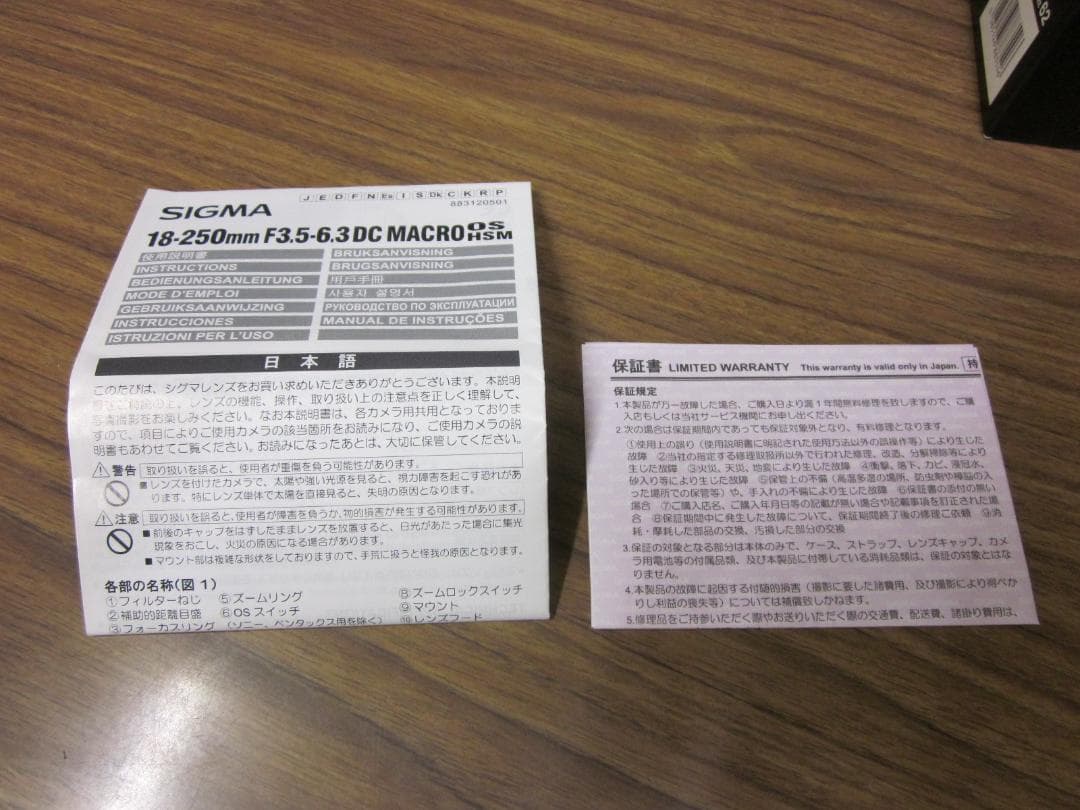 62
J E D F N Es I S Dk C K R P
883120501
SIGMA
18-250mm F3.5-6.3 DC MACRO OS HSM
使用説明書
INSTRUCTIONS
BEDIENUNGSANLEITUNG
MODE D'EMPLOI
GEBRUIKSAANWIJZING
INSTRUCCIONES
ISTRUZIONI PER L'USO
BRUKSANVISNING
BRUGSANVISNING
用戶手冊
사용자 설명서
РУКОВОДСТВО ПО ЭКСПЛУАТАЦИИ
MANUAL DE INSTRUÇÕES
日本語
このたびは、シグマレンズをお買い求めいただきありがとうございます。本説明
書をご精読の上、レンズの機能、操作、取り扱い上の注意点を正しく理解して、
写真撮影をお楽しみください。なお本説明書は、各カメラ用共用となっておりま
すので、項目によりご使用カメラの該当箇所をお読みになり、ご使用カメラの説
明書もあわせてご覧ください。お読みになったあとは、大切に保管してください。
警告 取り扱いを誤ると、使用者が重傷を負う可能性があります。
■レンズを付けたカメラで、太陽や強い光源を見ると、視力障害を起こす恐れがあ
ります。特にレンズ単体で太陽を直接見ると、失明の原因となります。
注意 取り扱いを誤ると、使用者が障害を負うか、物的損害が発生する可能性があります。
■前後のキャップをはずしたままレンズを放置すると、日光があたった場合に集光
現象をおこし、火災の原因になる場合があります。
■マウント部は複雑な形状をしておりますので、手荒に扱うと怪我の原因となります。
各部の名称(図1)
①フィルターねじ
②補助的距離目盛
③フォーカスリング
⑤ズームリング
⑥OSスイッチ
(ソニー、ペンタックス用を除く)
⑧ズームロックスイッチ
⑨マウント
⑩レンズフード
保証書 LIMITED WARRANTY This warranty is valid only in Japan. 持
保証規定
1.本製品が万一故障した場合、ご購入日より満1年間無料修理を致しますので、ご購
入店もしくは当社サービス機関にお申し出ください。
2.次の場合は保証期間内であっても保証対象外となり、有料修理となります。
①使用上の誤り(使用説明書に明記された使用方法以外の誤操作等)により生じた
故障 ②当社の指定する修理取扱所以外で行われた修理、改造、分解掃除等により
生じた故障 ③火災、天災、地変により生じた故障 ④衝撃、落下、カビ、液冠水、
砂入り等により生じた故障 ⑤保管上の不備(高温多湿の場所、防虫剤や樟脳の入
った場所での保管等)や、手入れの不備により生じた故障 ⑥保証書の添付の無い
場合 ⑦ご購入店名、ご購入年月日等の記載が無い場合や記載事項を訂正された場
合 ⑧保証期間中に発生した故障について、保証期間終了後の修理ご依頼 ⑨消
耗・摩耗した部品の交換、汚損した部分の交換
3.保証の対象となる部分は本体のみで、ケース、ストラップ、レンズキャップ、カメ
ラ用電池等の付属品類、及び本製品に付帯している消耗品類は、保証の対象とはな
りません。
4.本製品の故障に起因する付随的損害(撮影に要した諸費用、及び撮影により得べか
りし利益の喪失等)については補償致しかねます。
5.修理品をご持参いただく際やお送りいただく際の交通費、配送費、諸掛り費用は、